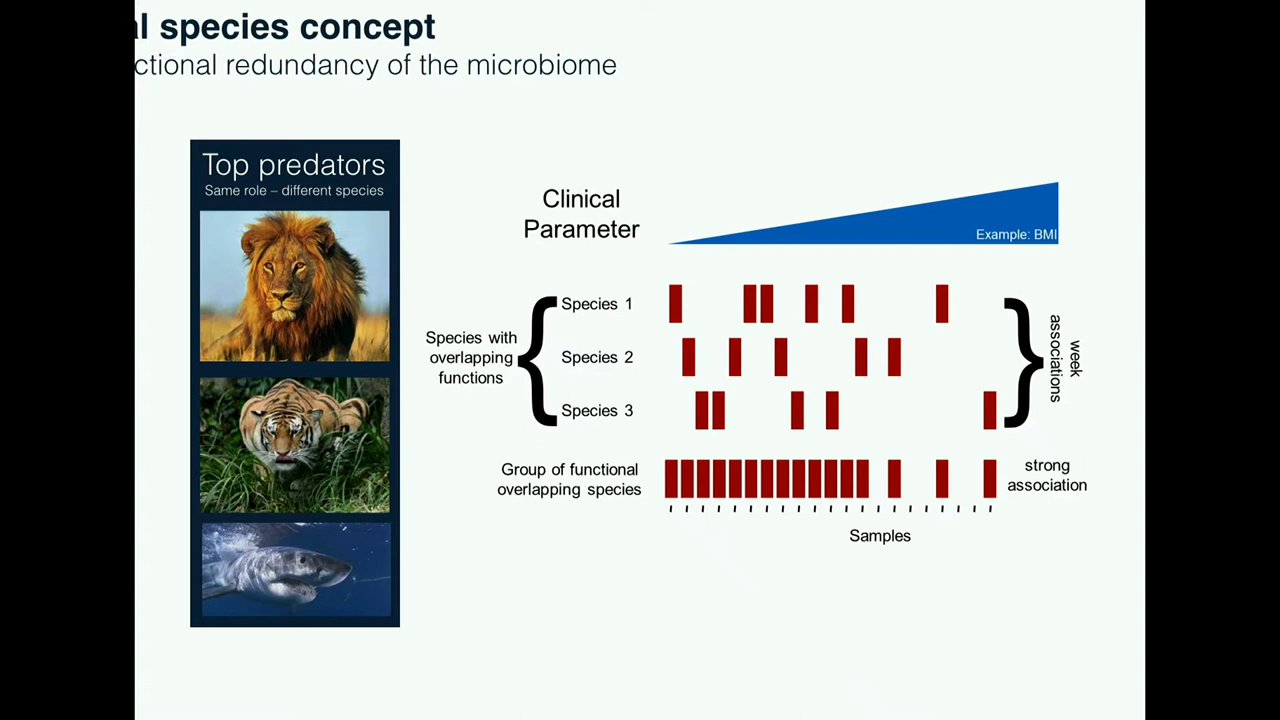 al species concept
ctional redundancy of the microbiome
Top predators
Same role – different species
Clinical
Parameter
Example: BMI
Species with
overlapping
functions
Species 1
Species 2
Species 3
week
associations
Group of functional
overlapping species
strong
association
Samples